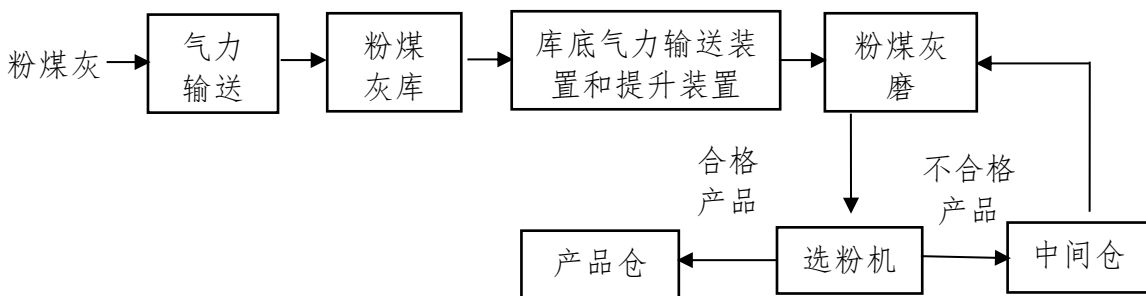 粉煤灰
气力
输送
粉煤
灰库
库底气力输送装
置和提升装置
粉煤灰
磨
合格
产品
不合格
产品
产品仓
选粉机
中间仓